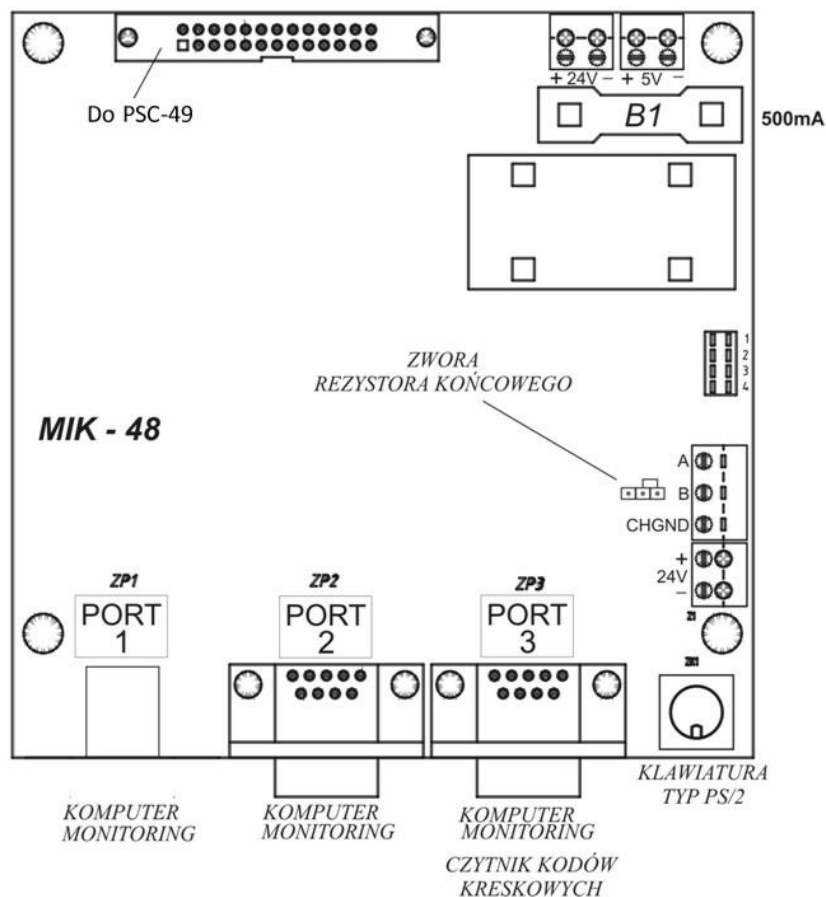 Do PSC-49
+ 24V – + 5V –
B1
500mA
1
2
3
4
ZWORA
REZYSTORA KOŃCOWEGO
MIK - 48
A
B
CHGND
+
24V
–
Z1
ZK1
ZP1
PORT
1
ZP2
PORT
2
ZP3
PORT
3
KOMPUTER
MONITORING
KOMPUTER
MONITORING
KOMPUTER
MONITORING
CZYTNIK KODÓW
KRESKOWYCH
KLAWIATURA
TYP PS/2